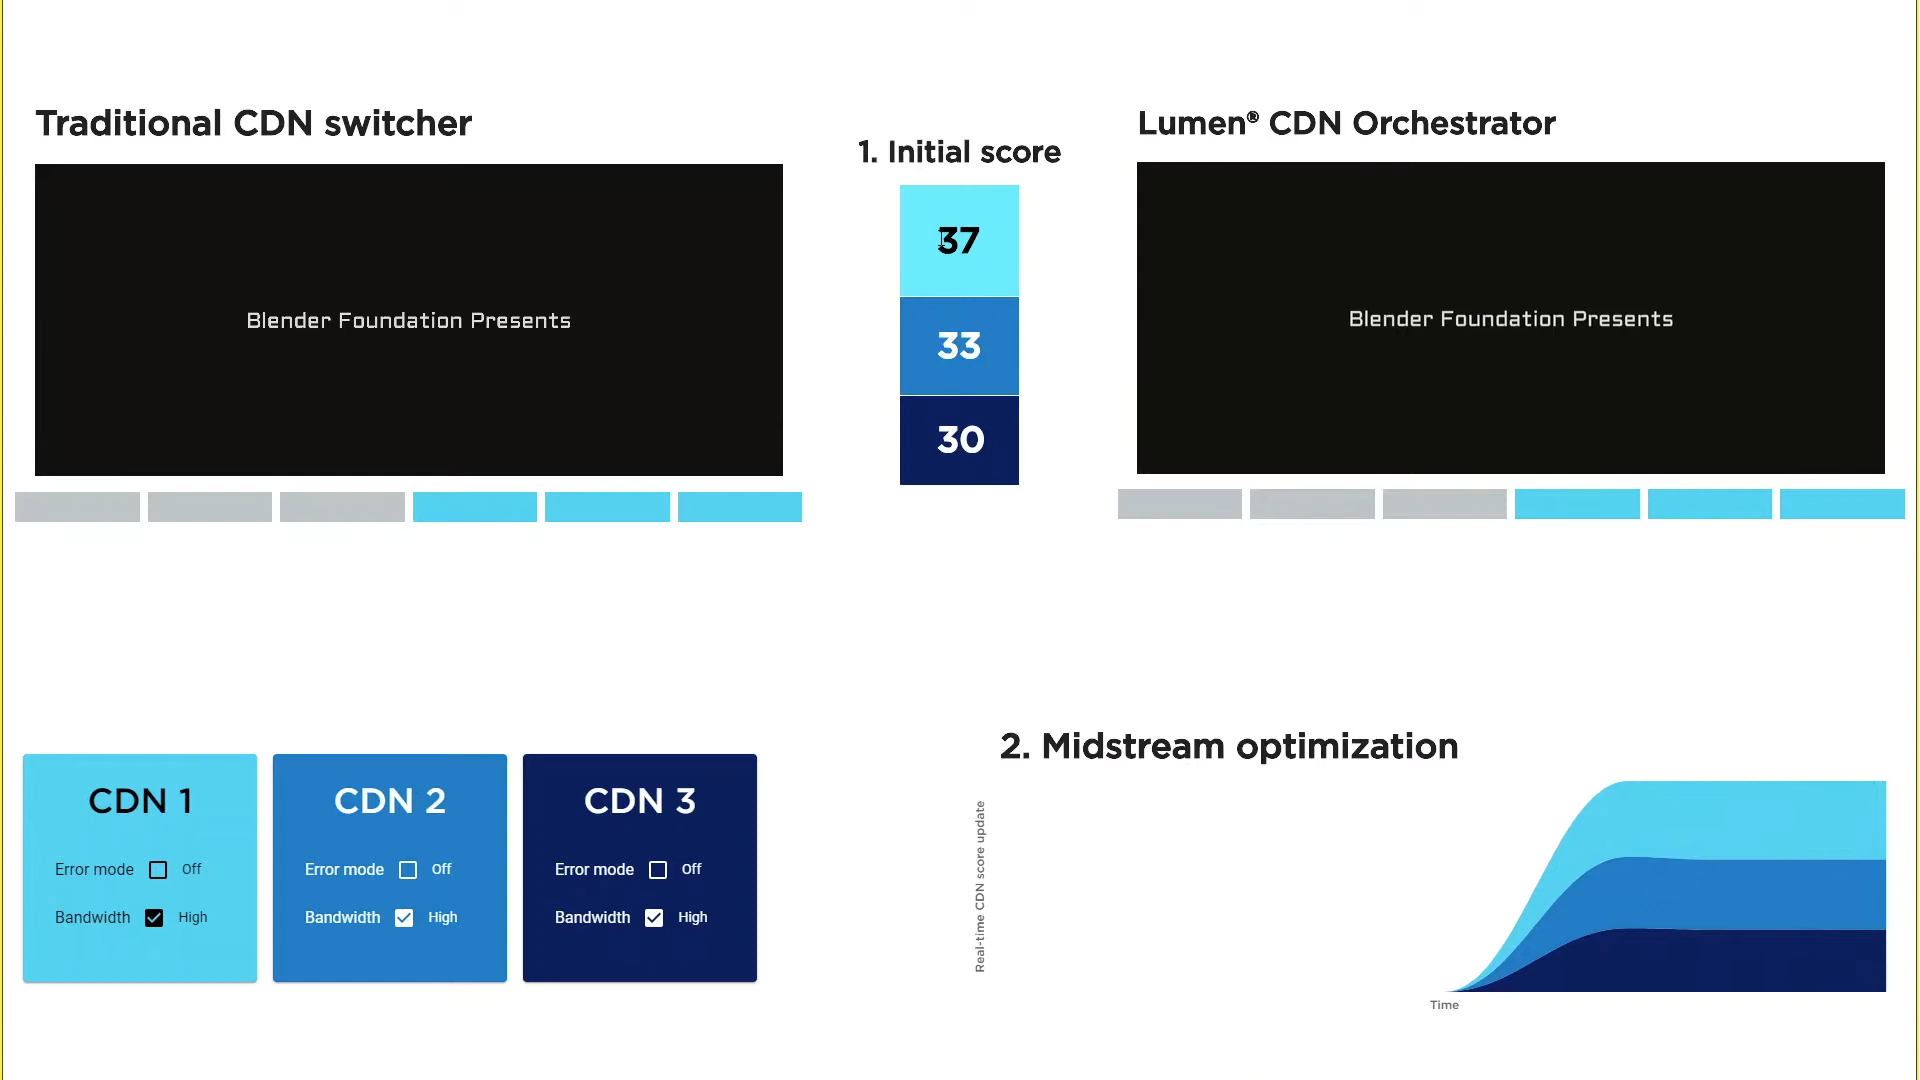 Traditional CDN switcher
Blender Foundation Presents
1. Initial score
37
33
30
Lumen® CDN Orchestrator
Blender Foundation Presents
CDN 1
Error mode Off
Bandwidth High
CDN 2
Error mode Off
Bandwidth High
CDN 3
Error mode Off
Bandwidth High
2. Midstream optimization
Real-time CDN score update
Time